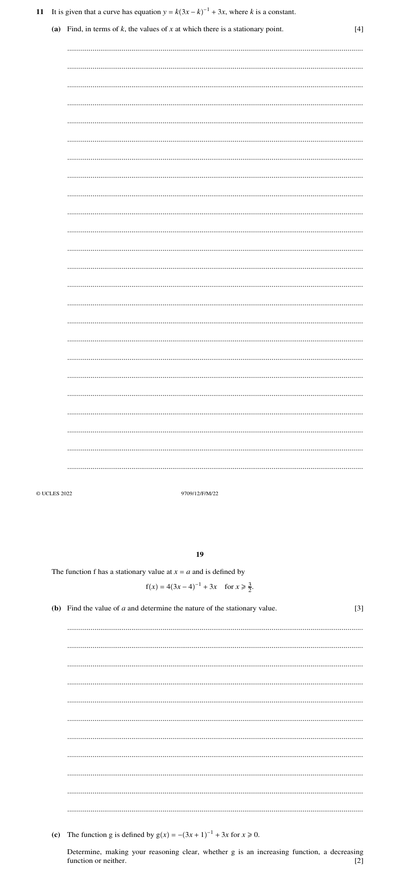 11 It is given that a curve has equation y = k(3x − k)⁻¹ + 3x, where k is a constant.
(a) Find, in terms of k, the values of x at which there is a stationary point. [4]
© UCLES 2022 9709/12/F/M/22
19
The function f has a stationary value at x = a and is defined by
f(x) = 4(3x − 4)⁻¹ + 3x for x ⩾ 3/2.
(b) Find the value of a and determine the nature of the stationary value. [3]
(c) The function g is defined by g(x) = −(3x + 1)⁻¹ + 3x for x ⩾ 0.
Determine, making your reasoning clear, whether g is an increasing function, a decreasing
function or neither. [2]